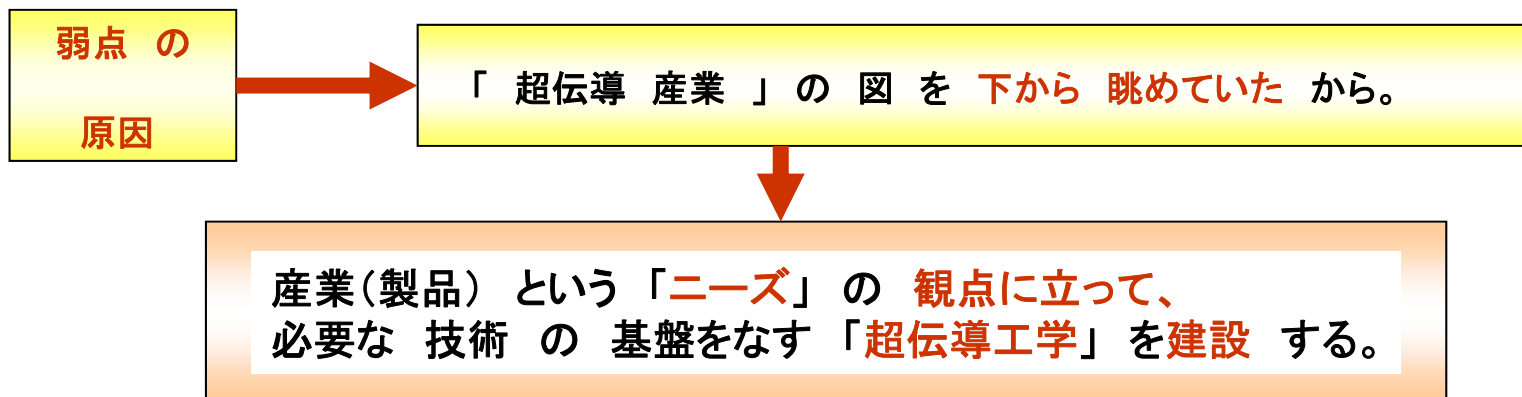 弱点 の
原因
「 超伝導 産業 」 の 図 を 下から 眺めていた から。
産業(製品) という 「ニーズ」 の 観点に立って、
必要な 技術 の 基盤をなす 「超伝導工学」 を建設 する。